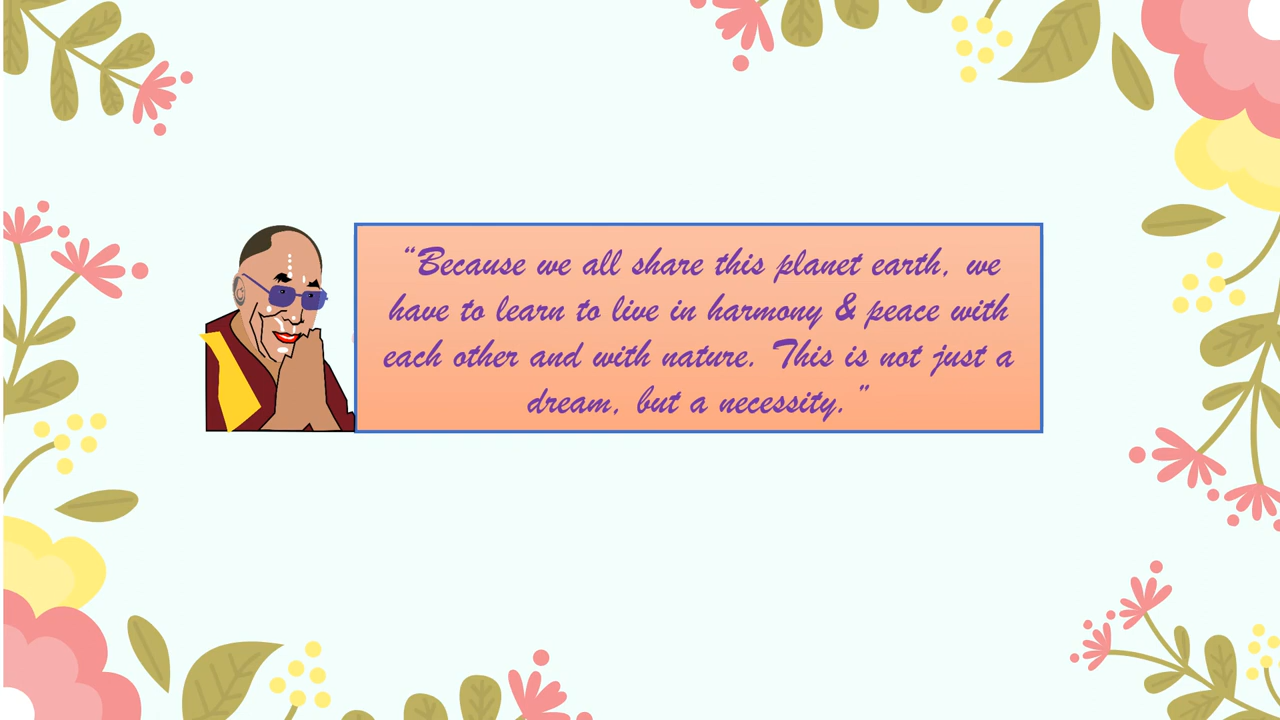 “Because we all share this planet earth, we
have to learn to live in harmony & peace with
each other and with nature. This is not just a
dream, but a necessity.”